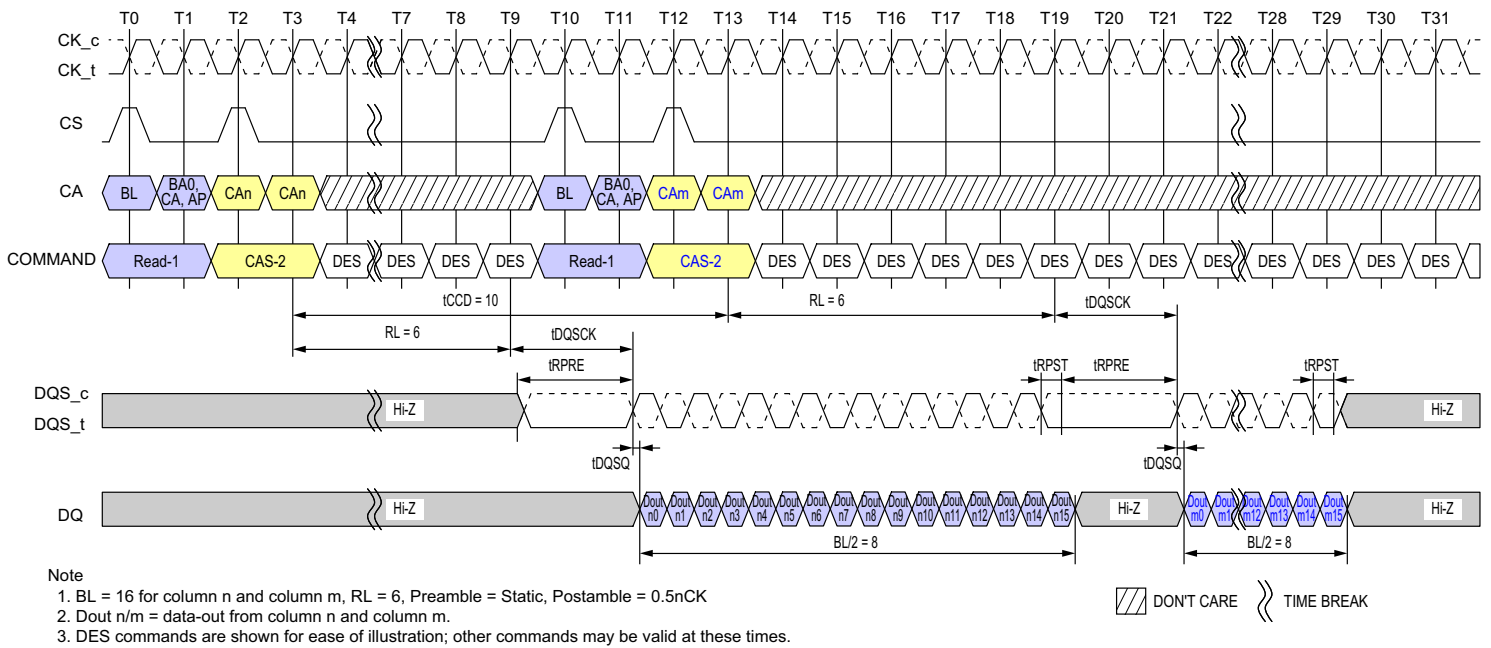 T0 T1 T2 T3 T4 T7 T8 T9 T10 T11 T12 T13 T14 T15 T16 T17 T18 T19 T20 T21 T22 T28 T29 T30 T31
CK_c
CK_t
CS
CA BL BA0, CA, AP CAn CAn BL BA0, CA, AP CAm CAm
COMMAND Read-1 CAS-2 DES DES DES DES Read-1 CAS-2 DES DES DES DES DES DES DES DES DES DES DES DES DES
tCCD = 10 RL = 6 tDQSCK
RL = 6 tDQSCK
tRPRE tRPST tRPRE tRPST
DQS_c
DQS_t
Hi-Z Hi-Z
tDQSQ tDQSQ
DQ Hi-Z Dout n0 Dout n1 Dout n2 Dout n3 Dout n4 Dout n5 Dout n6 Dout n7 Dout n8 Dout n9 Dout n10 Dout n11 Dout n12 Dout n13 Dout n14 Dout n15 Hi-Z Dout m0 Dout m1 Dout m12 Dout m13 Dout m14 Dout m15 Hi-Z
BL/2 = 8 BL/2 = 8
Note
1. BL = 16 for column n and column m, RL = 6, Preamble = Static, Postamble = 0.5nCK
2. Dout n/m = data-out from column n and column m.
3. DES commands are shown for ease of illustration; other commands may be valid at these times.
DON'T CARE TIME BREAK